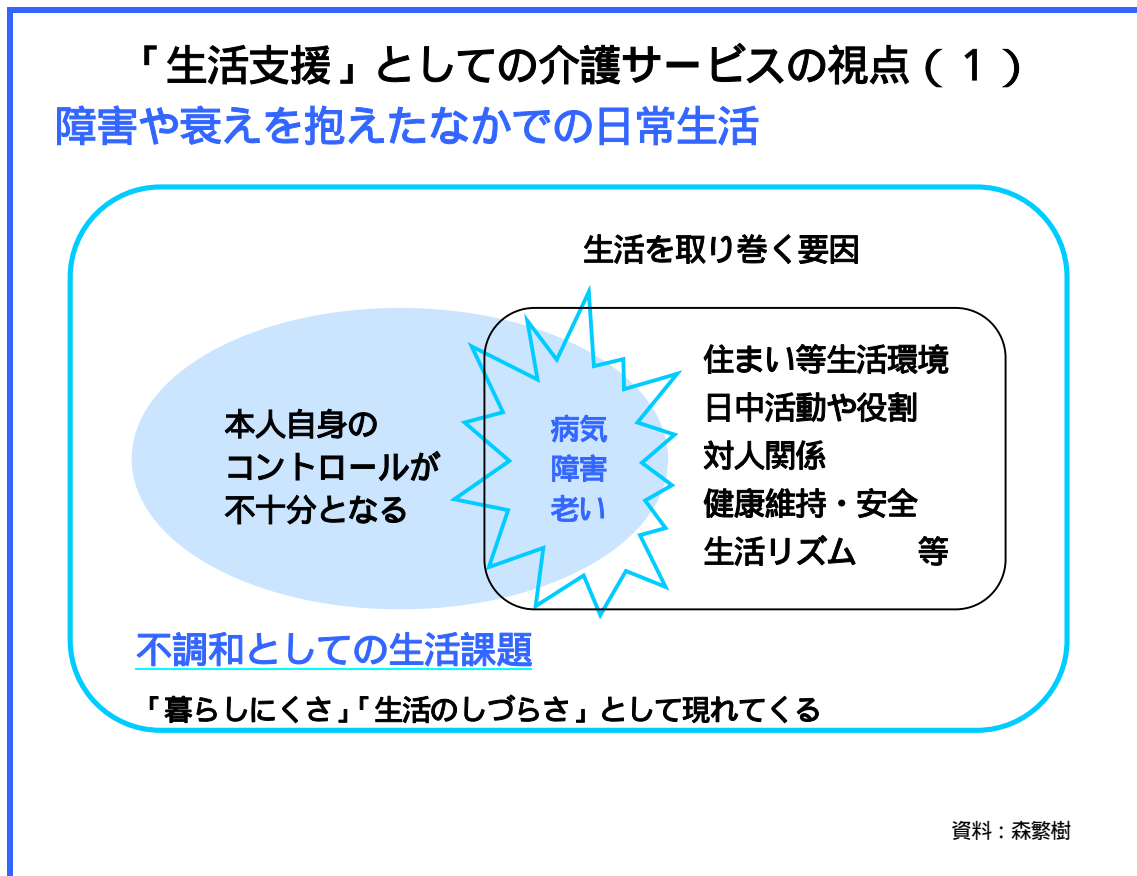 「生活支援」としての介護サービスの視点（１）
障害や衰えを抱えたなかでの日常生活
生活を取り巻く要因
本人自身の
コントロールが
不十分となる
病気
障害
老い
住まい等生活環境
日中活動や役割
対人関係
健康維持・安全
生活リズム　　等
不調和としての生活課題
「暮らしにくさ」「生活のしづらさ」として現れてくる
資料：森繁樹